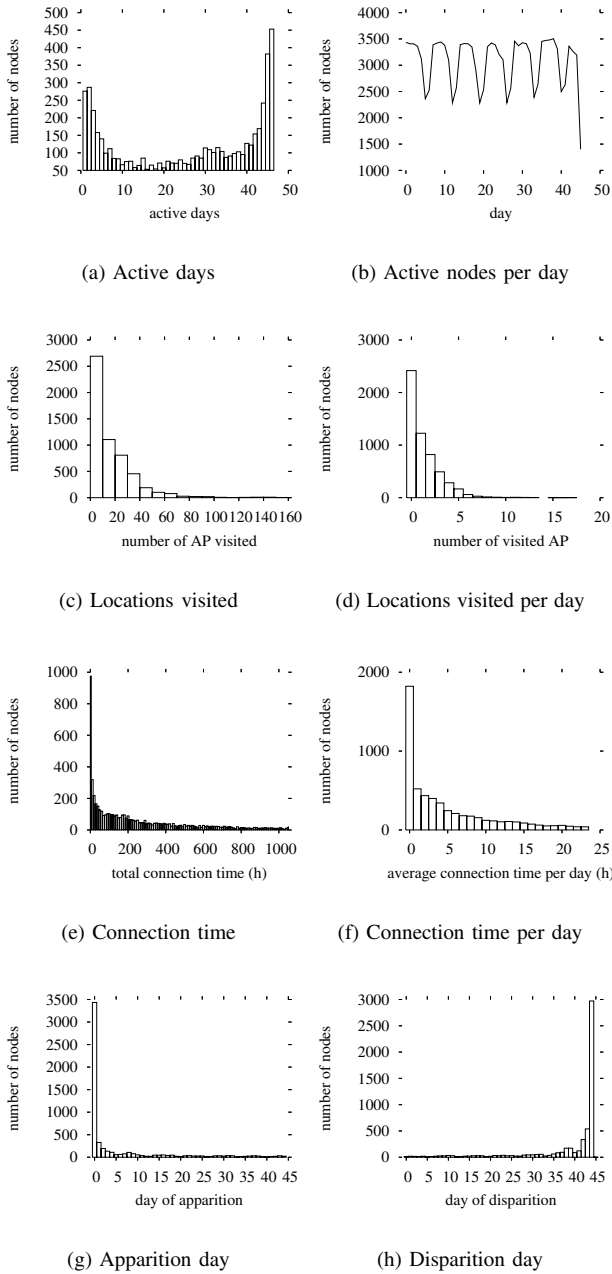 500
450
400
350
300
250
200
150
100
50
number of nodes
0 10 20 30 40 50
active days
(a) Active days
4000
3500
3000
2500
2000
1500
1000
number of nodes
0 10 20 30 40 50
day
(b) Active nodes per day
3000
2500
2000
1500
1000
500
0
number of nodes
0 20 40 60 80 100 120 140 160
number of AP visited
(c) Locations visited
3000
2000
1000
0
number of nodes
0 5 10 15 20
number of visited AP
(d) Locations visited per day
1000
800
600
400
200
0
number of nodes
0 200 400 600 800 1000
total connection time (h)
(e) Connection time
2000
1000
0
number of nodes
0 5 10 15 20 25
average connection time per day (h)
(f) Connection time per day
3500
3000
2500
2000
1500
1000
500
0
number of nodes
0 5 10 15 20 25 30 35 40 45
day of apparition
(g) Apparition day
3000
2500
2000
1500
1000
500
0
number of nodes
0 5 10 15 20 25 30 35 40 45
day of disparition
(h) Disparition day